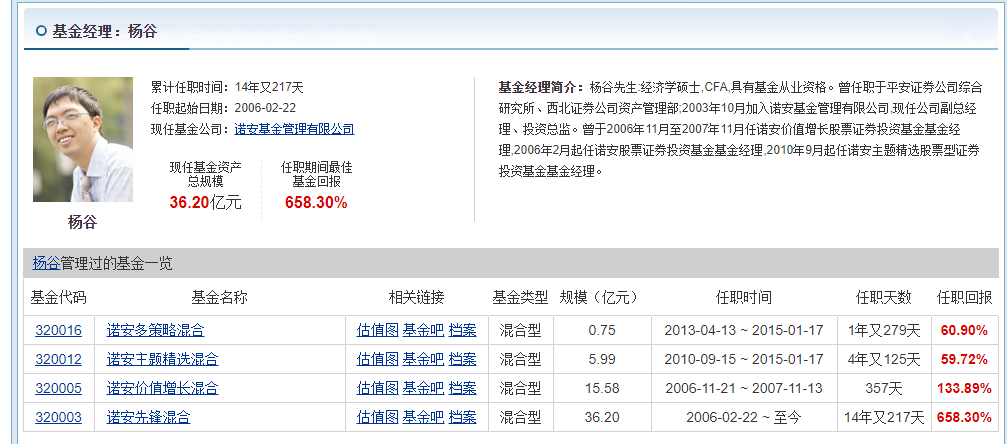 基金经理：杨谷
累计任职时间：14年又217天
任职起始日期：2006-02-22
现任基金公司：诺安基金管理有限公司
现任基金资产
总规模
36.20亿元
任职期间最佳
基金回报
658.30%
杨谷
基金经理简介：杨谷先生:经济学硕士,CFA,具有基金从业资格。曾任职于平安证券公司综合
研究所、西北证券公司资产管理部;2003年10月加入诺安基金管理有限公司,现任公司副总经
理、投资总监。曾于2006年11月至2007年11月任诺安价值增长股票证券投资基金基金经
理,2006年2月起任诺安股票证券投资基金基金经理,2010年9月起任诺安主题精选股票型证券
投资基金基金经理。
杨谷管理过的基金一览
基金代码 基金名称 相关链接 基金类型 规模（亿元） 任职时间 任职天数 任职回报
320016 诺安多策略混合 估值图 基金吧 档案 混合型 0.75 2013-04-13 ~ 2015-01-17 1年又279天 60.90%
320012 诺安主题精选混合 估值图 基金吧 档案 混合型 5.99 2010-09-15 ~ 2015-01-17 4年又125天 59.72%
320005 诺安价值增长混合 估值图 基金吧 档案 混合型 15.58 2006-11-21 ~ 2007-11-13 357天 133.89%
320003 诺安先锋混合 估值图 基金吧 档案 混合型 36.20 2006-02-22 ~ 至今 14年又217天 658.30%